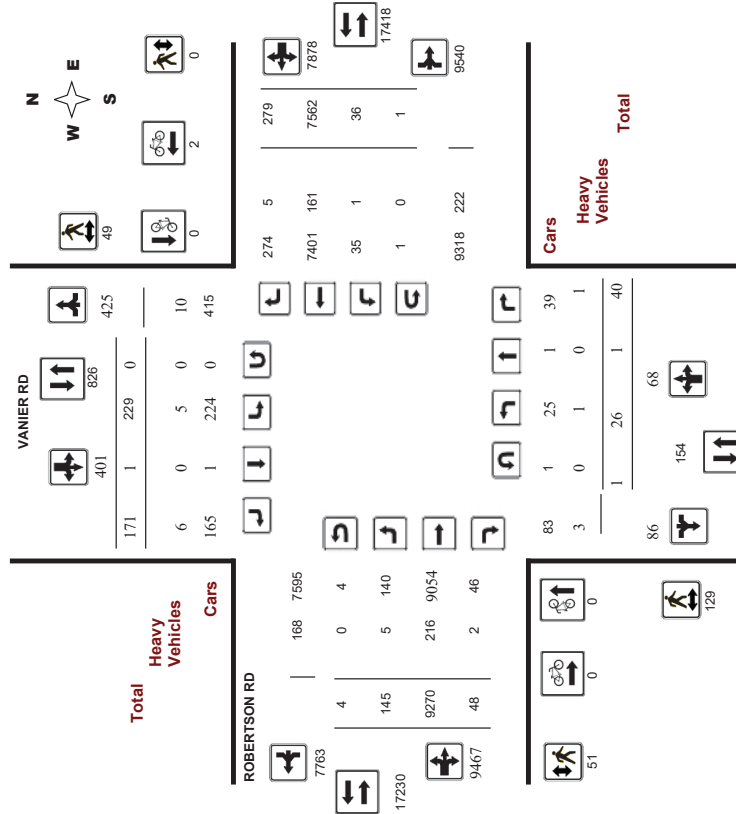 VANIER RD
N
W E
S
401
826
425
49
0
2
0
Total
171 1 229 0
Heavy Vehicles
6 0 5 0 10
Cars
165 1 224 0 415
ROBERTSON RD
7763
168 7595
4 0 4
17230
145 5 140
9270 216 9054
9467
48 2 46
274 5 279
7401 161 7562
7878
35 1 36
17418
1 0 1
9318 222
9540
83 1 25 1 39
Cars
3 0 1 0 1
Heavy
Vehicles
1 26 1 40
Total
86
154
68
51
0
0
129